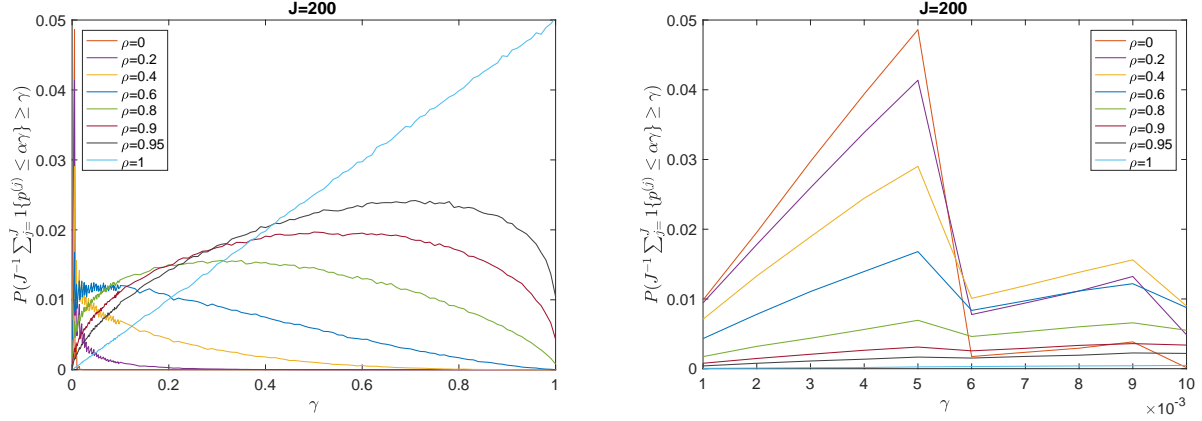 J=200
P(J⁻¹ ∑ᴶⱼ₌₁ 1{p⁽ʲ⁾ ≤ αγ} ≥ γ)
0.05
0.04
0.03
0.02
0.01
0
ρ=0
ρ=0.2
ρ=0.4
ρ=0.6
ρ=0.8
ρ=0.9
ρ=0.95
ρ=1
0 0.2 0.4 0.6 0.8 1
γ
J=200
P(J⁻¹ ∑ᴶⱼ₌₁ 1{p⁽ʲ⁾ ≤ αγ} ≥ γ)
0.05
0.04
0.03
0.02
0.01
0
ρ=0
ρ=0.2
ρ=0.4
ρ=0.6
ρ=0.8
ρ=0.9
ρ=0.95
ρ=1
1 2 3 4 5 6 7 8 9 10
γ
×10⁻³